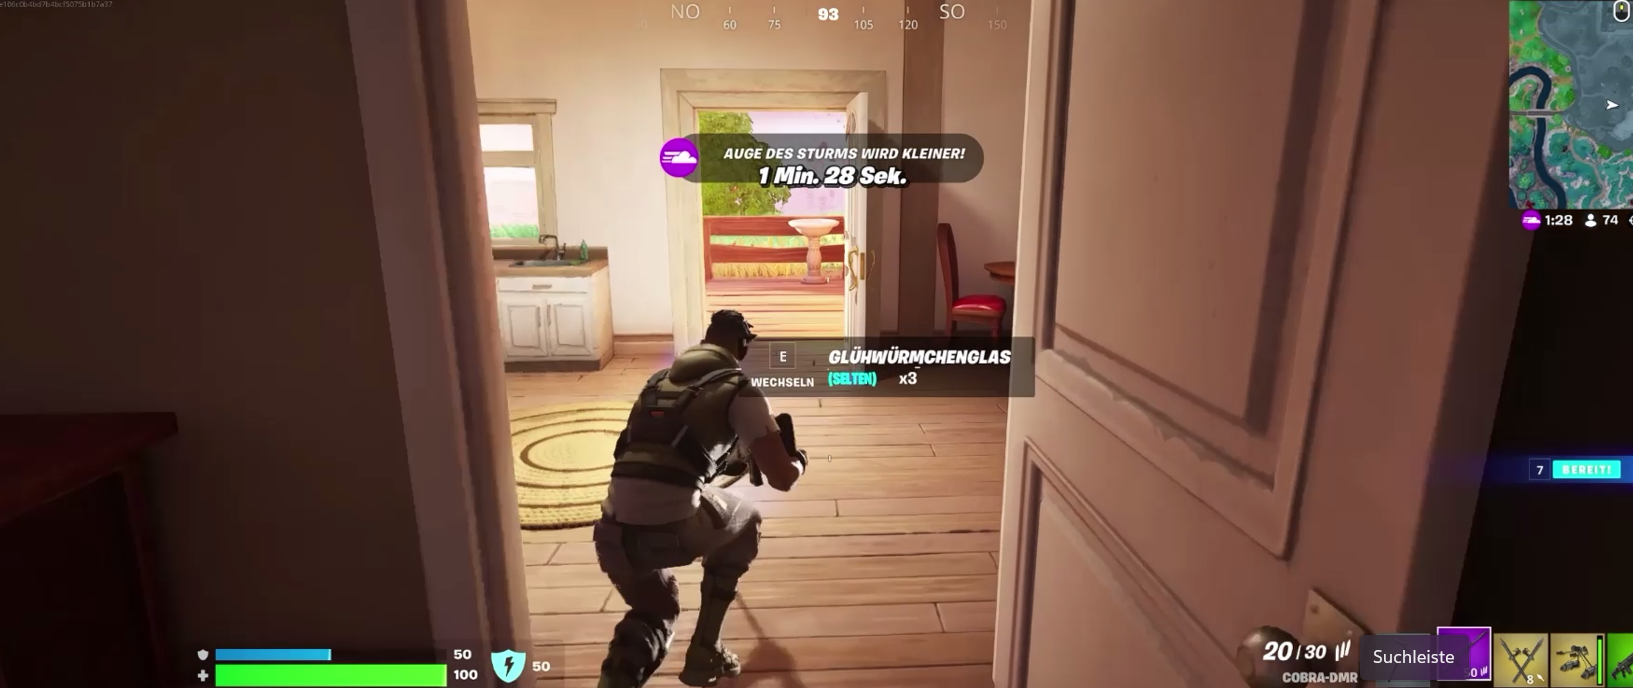 NO 60 75 93 105 120 SO 150
AUGE DES STURMS WIRD KLEINER!
1 Min. 28 Sek.
1:28 74
E GLÜHWÜRMCHENGLAS
WECHSELN (SELTEN) x3
7 BEREIT!
50
100
50
20/30
COBRA-DMR
Suchleiste
8